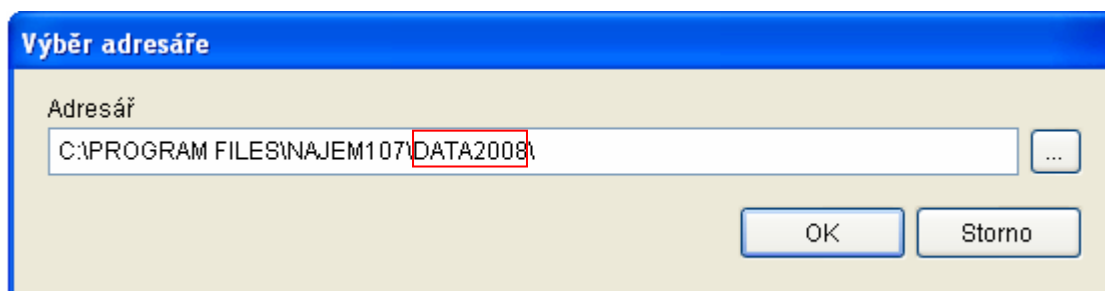 Výběr adresáře
Adresář
C:\PROGRAM FILES\NAJEM107\DATA2008\
...
OK Storno